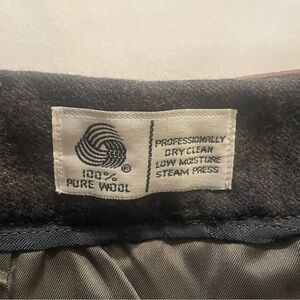 ®
100%
PURE WOOL
PROFESSIONALLY
DRY CLEAN
LOW MOISTURE
STEAM PRESS